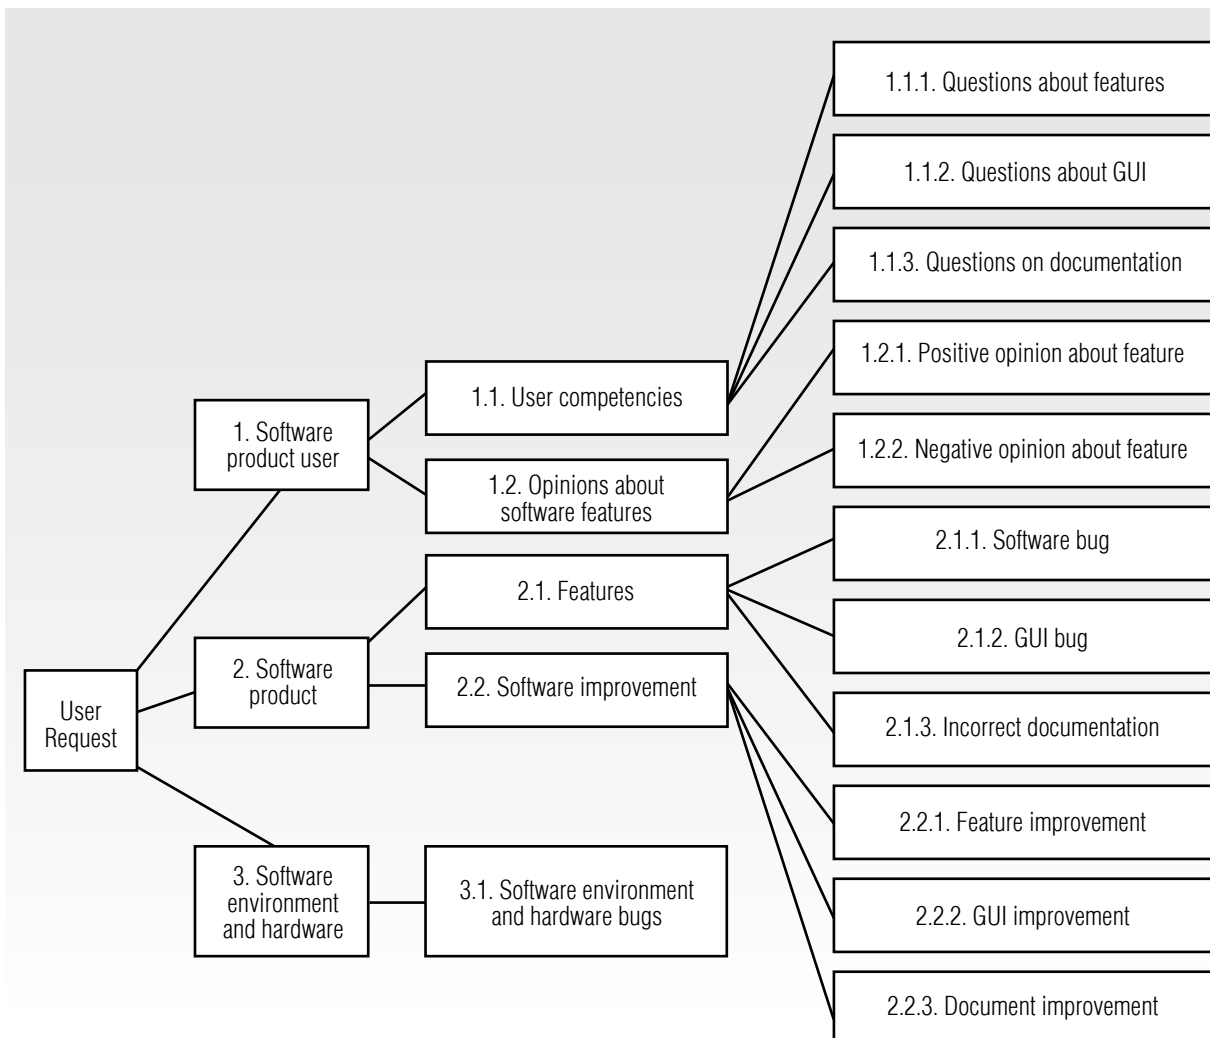 User
Request
1. Software
product user
2. Software
product
3. Software
environment
and hardware
1.1. User competencies
1.2. Opinions about
software features
2.1. Features
2.2. Software improvement
3.1. Software environment
and hardware bugs
1.1.1. Questions about features
1.1.2. Questions about GUI
1.1.3. Questions on documentation
1.2.1. Positive opinion about feature
1.2.2. Negative opinion about feature
2.1.1. Software bug
2.1.2. GUI bug
2.1.3. Incorrect documentation
2.2.1. Feature improvement
2.2.2. GUI improvement
2.2.3. Document improvement